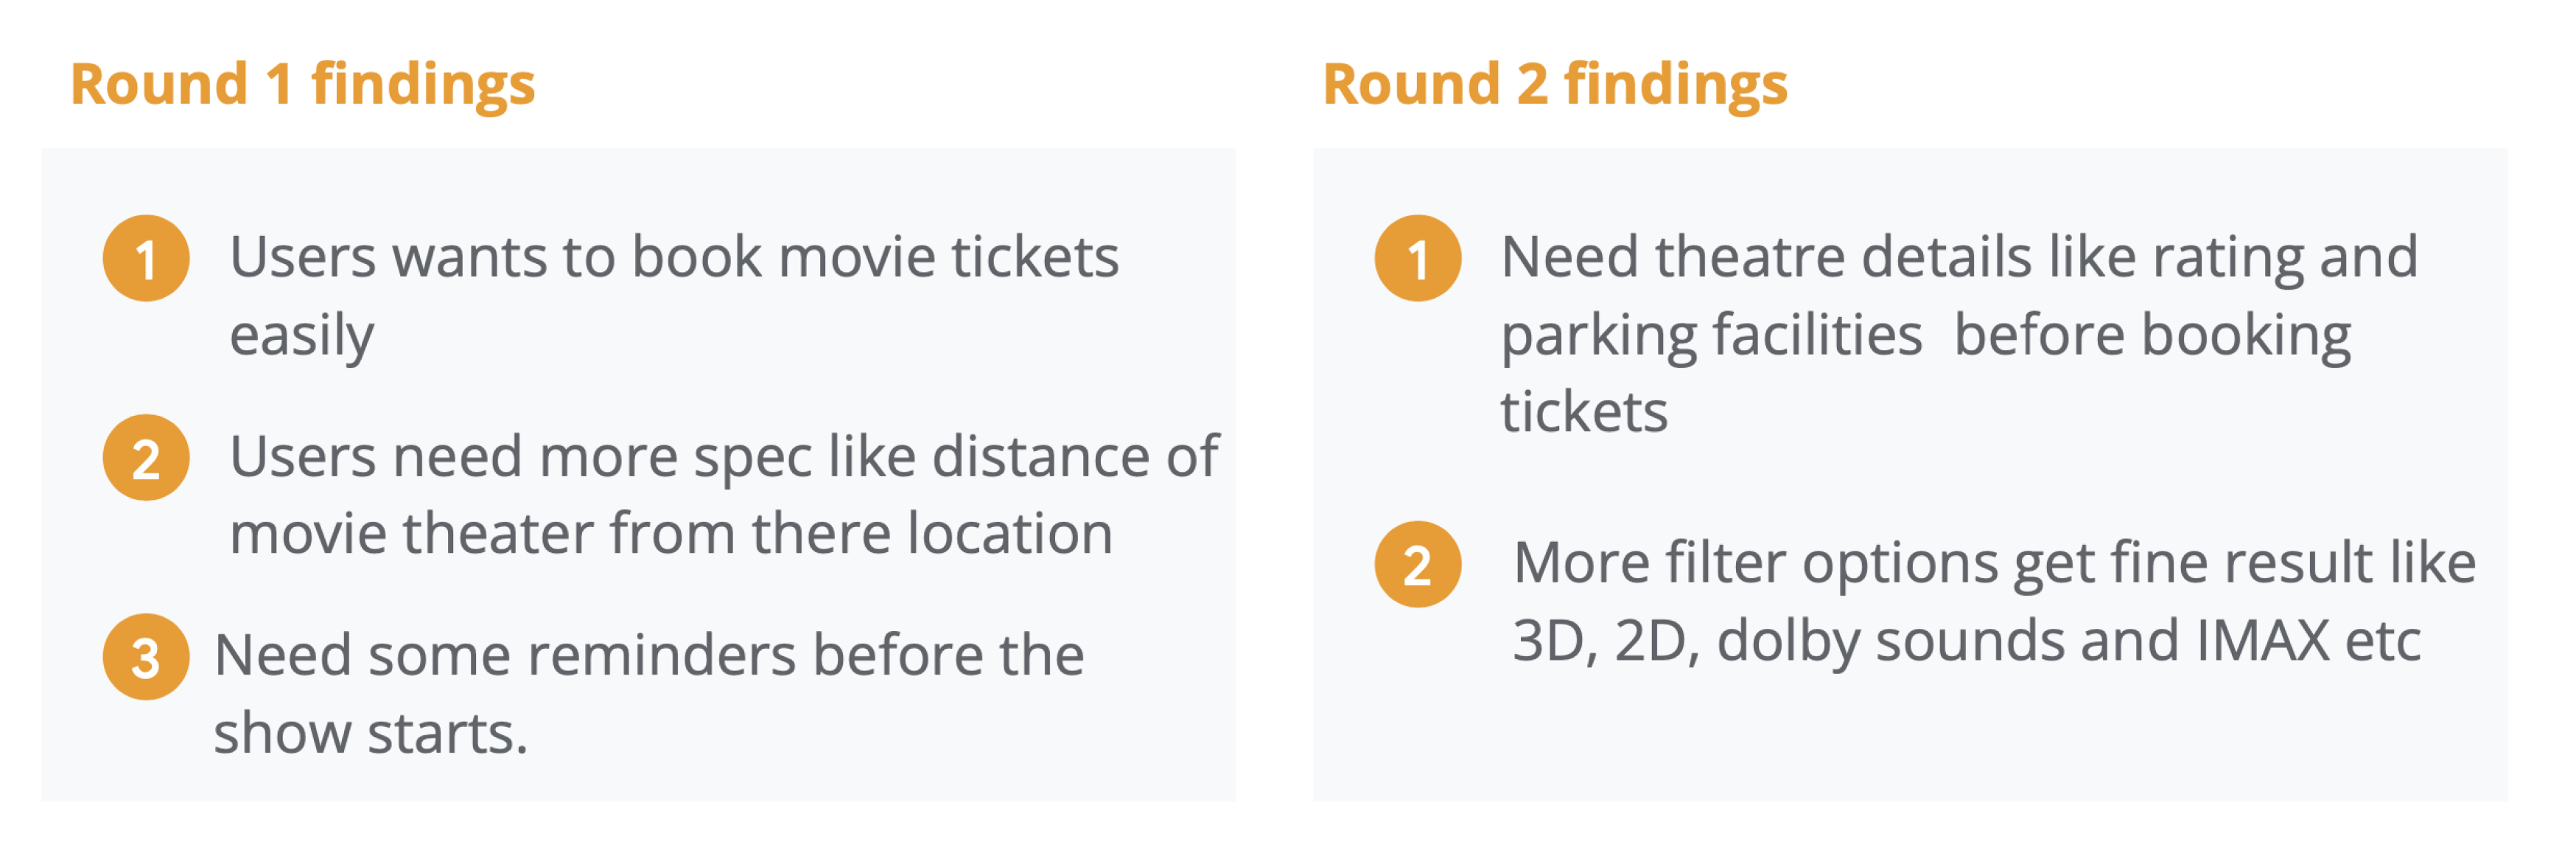 Round 1 findings
1 Users wants to book movie tickets
easily
2 Users need more spec like distance of
movie theater from there location
3 Need some reminders before the
show starts.
Round 2 findings
1 Need theatre details like rating and
parking facilities  before booking
tickets
2 More filter options get fine result like
3D, 2D, dolby sounds and IMAX etc